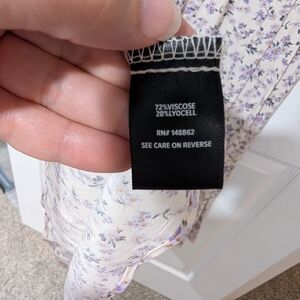 72%VISCOSE
28%LYOCELL
RN# 148862
SEE CARE ON REVERSE